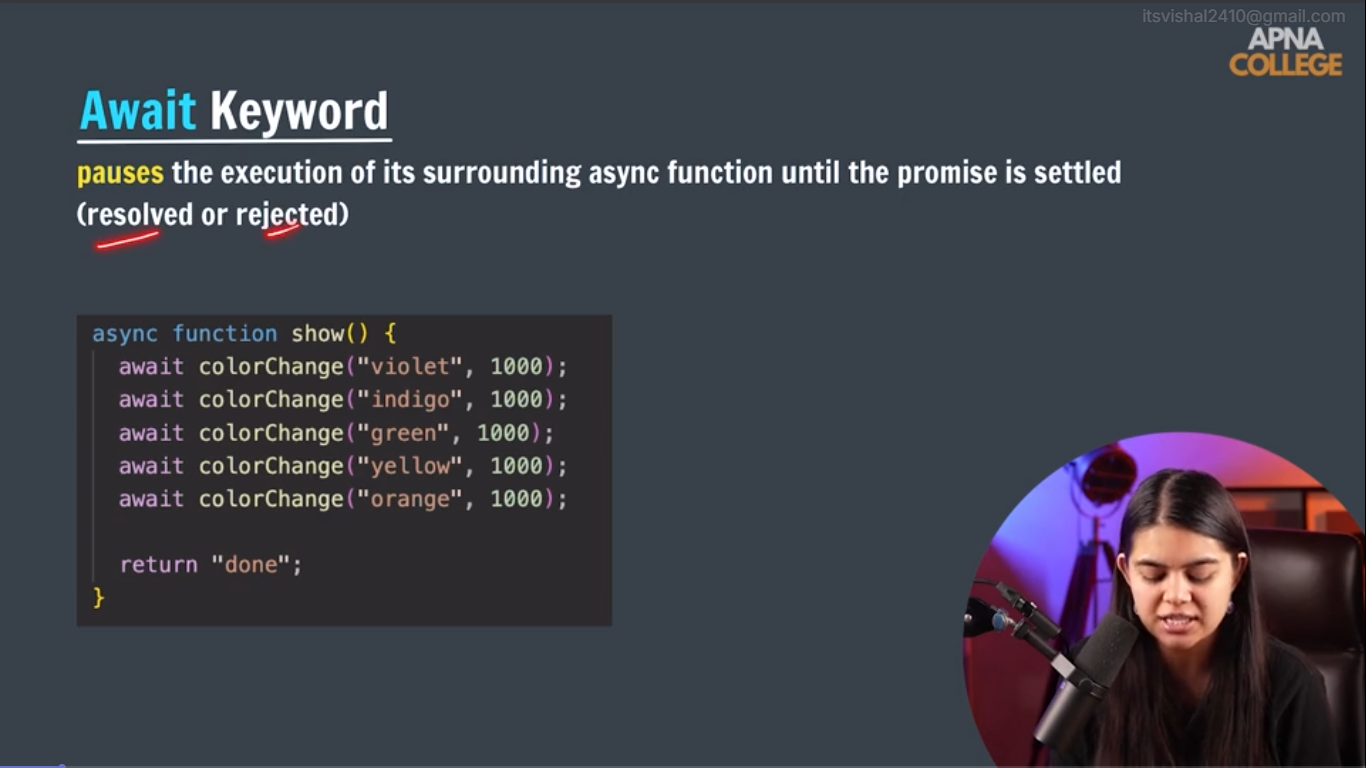 itsvishal2410@gmail.com
APNA
COLLEGE
Await Keyword
pauses the execution of its surrounding async function until the promise is settled
(resolved or rejected)
async function show() {
  await colorChange("violet", 1000);
  await colorChange("indigo", 1000);
  await colorChange("green", 1000);
  await colorChange("yellow", 1000);
  await colorChange("orange", 1000);
  return "done";
}